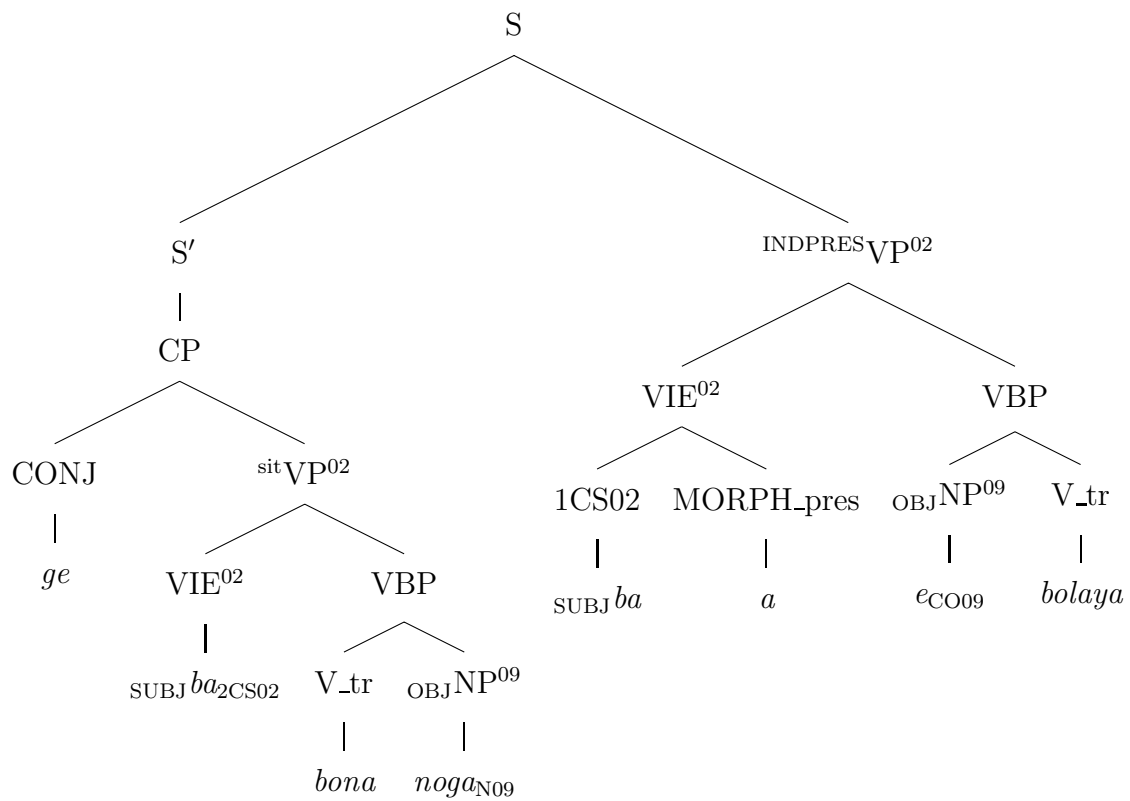 S
S′ INDPRESVP02
CP
VIE02 VBP
CONJ sitVP02
1CS02 MORPH_pres OBJNP09 V_tr
ge VIE02 VBP
SUBJba a eCO09 bolaya
SUBJba2CS02 V_tr OBJNP09
bona nogaN09